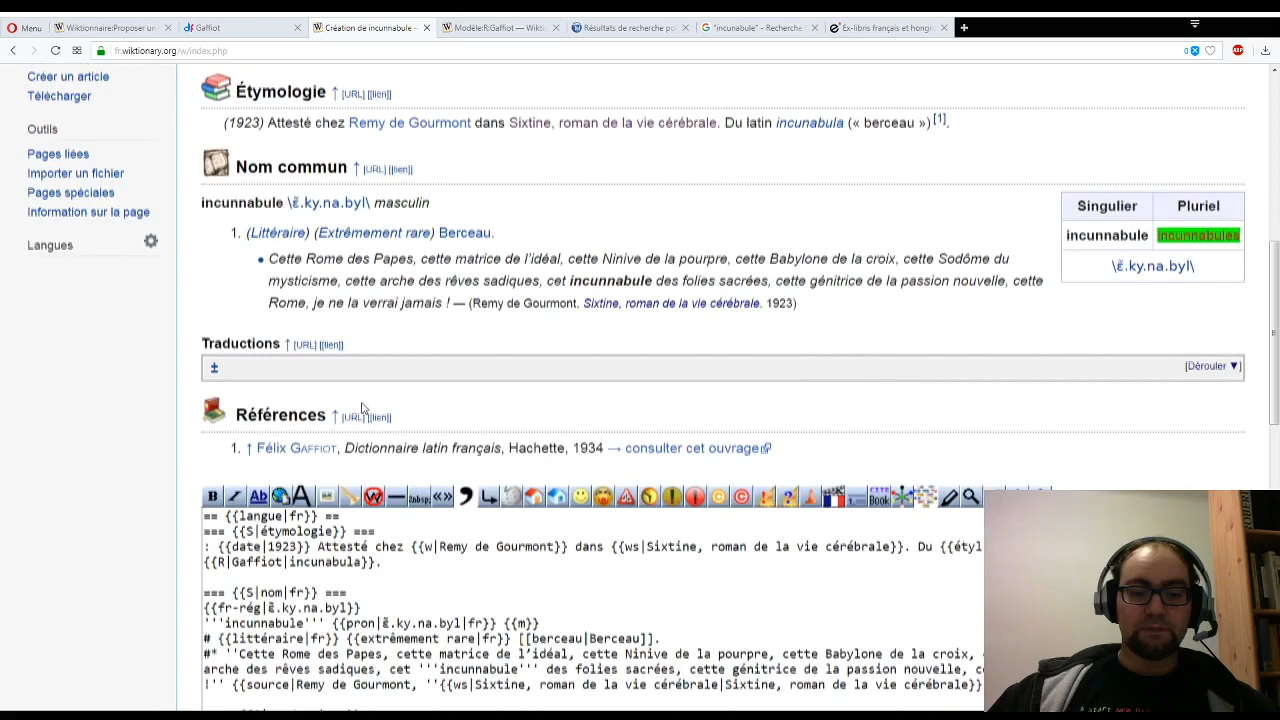 Menu
Wiktionnaire:Proposer un
Gaffiot
Création de incunnabule –
Modèle:R:Gaffiot — Wikti
Résultats de recherche po
"incunabule" - Recherche
Ex-libris français et hongr
fr.wiktionary.org/w/index.php
0
ABP
Créer un article
Télécharger
Outils
Pages liées
Importer un fichier
Pages spéciales
Information sur la page
Langues
Étymologie ↑ [URL] [[lien]]
(1923) Attesté chez Remy de Gourmont dans Sixtine, roman de la vie cérébrale. Du latin incunabula (« berceau »)[1].
Nom commun ↑ [URL] [[lien]]
incunnabule \ɛ̃.ky.na.byl\ masculin
1. (Littéraire) (Extrêmement rare) Berceau.
• Cette Rome des Papes, cette matrice de l’idéal, cette Ninive de la pourpre, cette Babylone de la croix, cette Sodôme du
mysticisme, cette arche des rêves sadiques, cet incunnabule des folies sacrées, cette génitrice de la passion nouvelle, cette
Rome, je ne la verrai jamais ! — (Remy de Gourmont, Sixtine, roman de la vie cérébrale. 1923)
Singulier Pluriel
incunnabule incunnabules
\ɛ̃.ky.na.byl\
Traductions ↑ [URL] [[lien]]
±
[Dérouler ▼]
Références ↑ [URL] [[lien]]
1. ↑ Félix GAFFIOT, Dictionnaire latin français, Hachette, 1934 → consulter cet ouvrage
B Ab A &nbsp; «» Book
== {{langue|fr}} ==
=== {{S|étymologie}} ===
: {{date|1923}} Attesté chez {{w|Remy de Gourmont}} dans {{ws|Sixtine, roman de la vie cérébrale}}. Du {{étyl
{{R|Gaffiot|incunabula}}.
=== {{S|nom|fr}} ===
{{fr-rég|ɛ̃.ky.na.byl}}
'''incunnabule''' {{pron|ɛ̃.ky.na.byl|fr}} {{m}}
# {{littéraire|fr}} {{extrêmement rare|fr}} [[berceau|Berceau]].
#* ''Cette Rome des Papes, cette matrice de l’idéal, cette Ninive de la pourpre, cette Babylone de la croix,
arche des rêves sadiques, cet '''incunnabule''' des folies sacrées, cette génitrice de la passion nouvelle, ce
!'' {{source|Remy de Gourmont, ''{{ws|Sixtine, roman de la vie cérébrale|Sixtine, roman de la vie cérébrale}}